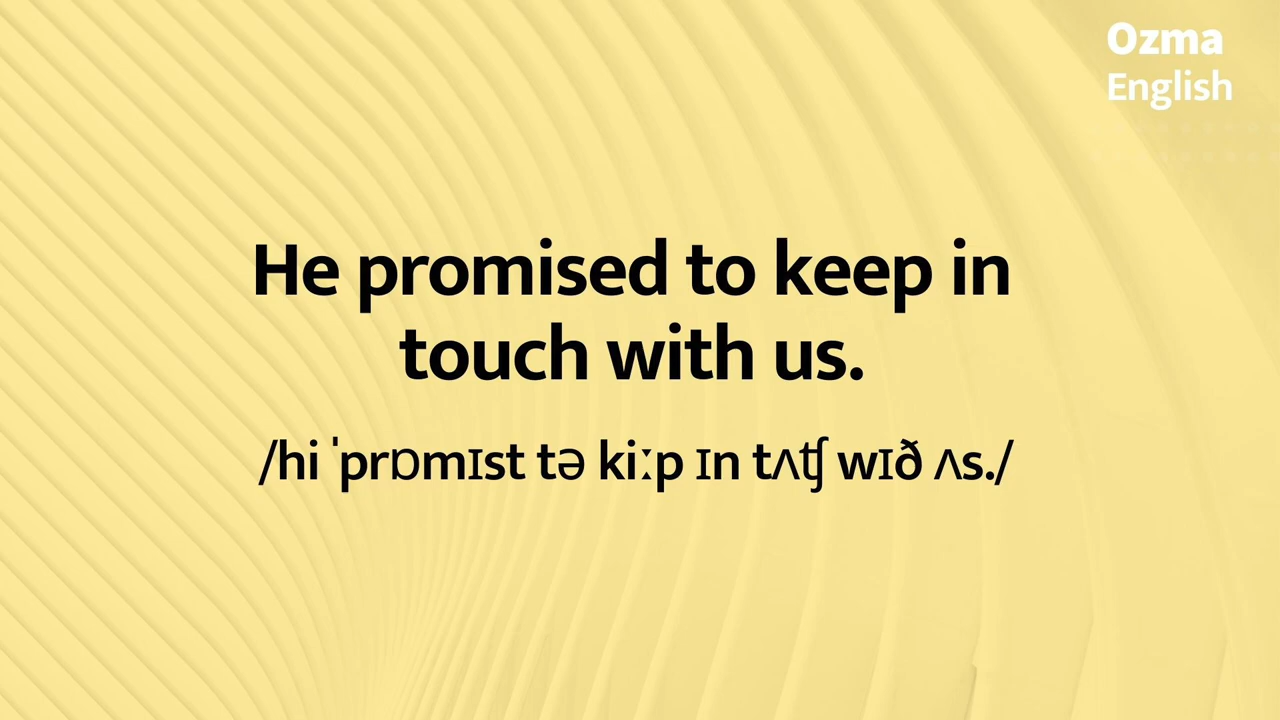 Ozma
English
He promised to keep in
touch with us.
/hi ˈprɒmɪst tə kiːp ɪn tʌʧ wɪð ʌs./